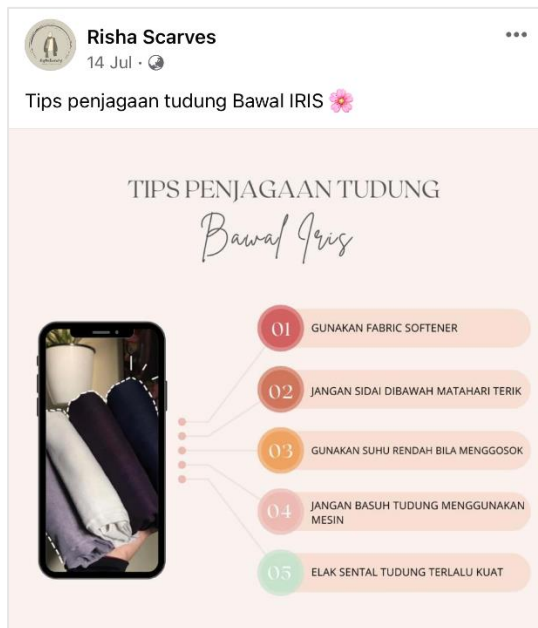 Risha Scarves
14 Jul
Tips penjagaan tudung Bawal IRIS 🌸
TIPS PENJAGAAN TUDUNG
Bawal Iris
01 GUNAKAN FABRIC SOFTENER
02 JANGAN SIDAI DIBAWAH MATAHARI TERIK
03 GUNAKAN SUHU RENDAH BILA MENGGOSOK
04 JANGAN BASUH TUDUNG MENGGUNAKAN
MESIN
05 ELAK SENTAL TUDUNG TERLALU KUAT